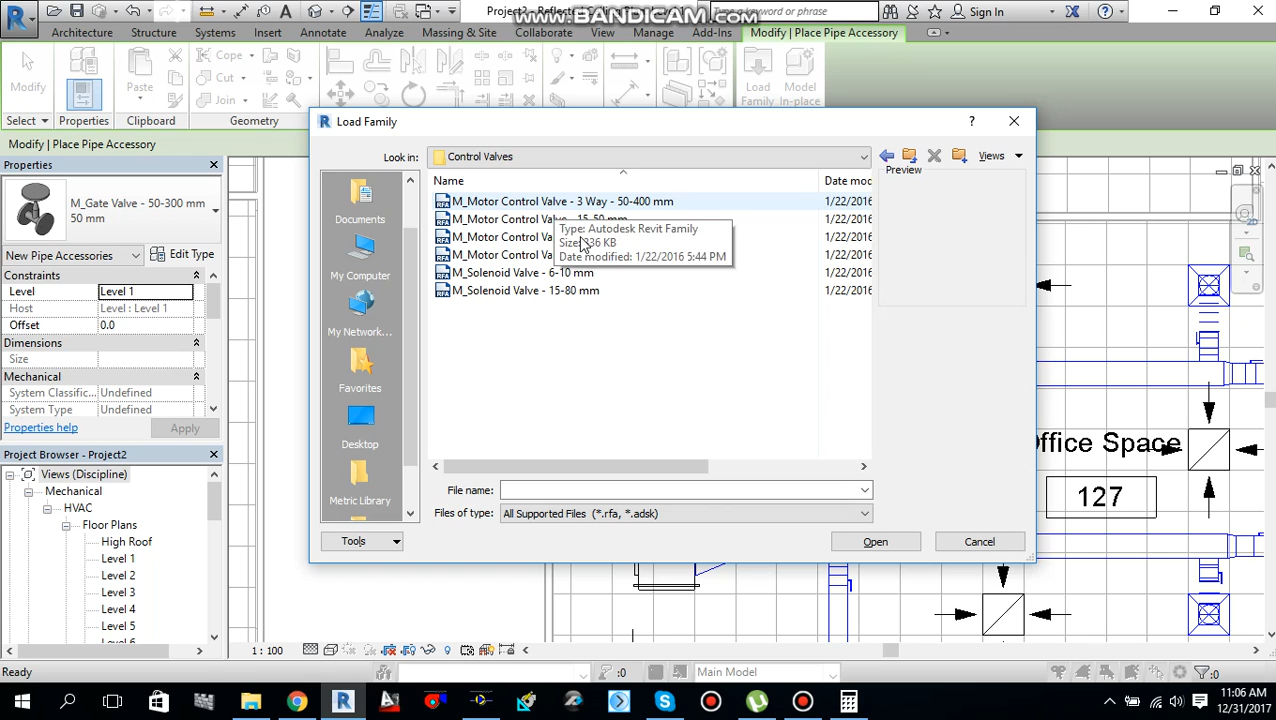 Project2 - Reflected
www.BANDICAM.com
Type a keyword or phrase
Sign In
Architecture Structure Systems Insert Annotate Analyze Massing & Site Collaborate View Manage Add-Ins Modify | Place Pipe Accessory
Modify
Paste
Cope
Cut
Join
Load
Family
Model
In-place
Select Properties Clipboard Geometry
Modify | Place Pipe Accessory
Properties
M_Gate Valve - 50-300 mm
50 mm
New Pipe Accessories
Edit Type
Constraints
Level Level 1
Host Level : Level 1
Offset 0.0
Dimensions
Size
Mechanical
System Classific... Undefined
System Type Undefined
Properties help
Apply
Project Browser - Project2
Views (Discipline)
Mechanical
HVAC
Floor Plans
High Roof
Level 1
Level 2
Level 3
Level 4
Level 5
Load Family
Look in:
Control Valves
Views
Documents
My Computer
My Network...
Favorites
Desktop
Metric Library
Name
Date mod
M_Motor Control Valve - 3 Way - 50-400 mm 1/22/2016
M_Motor Control Valve - 15-50 mm 1/22/2016
M_Motor Control Va 1/22/2016
M_Motor Control Va 1/22/2016
M_Solenoid Valve - 6-10 mm 1/22/2016
M_Solenoid Valve - 15-80 mm 1/22/2016
Type: Autodesk Revit Family
KB
Date modified: 1/22/2016 5:44 PM
Preview
File name:
Files of type: All Supported Files (*.rfa, *.adsk)
Tools
Open
Cancel
Office Space
127
1 : 100
Ready
:0
Main Model
:0
11:06 AM
12/31/2017